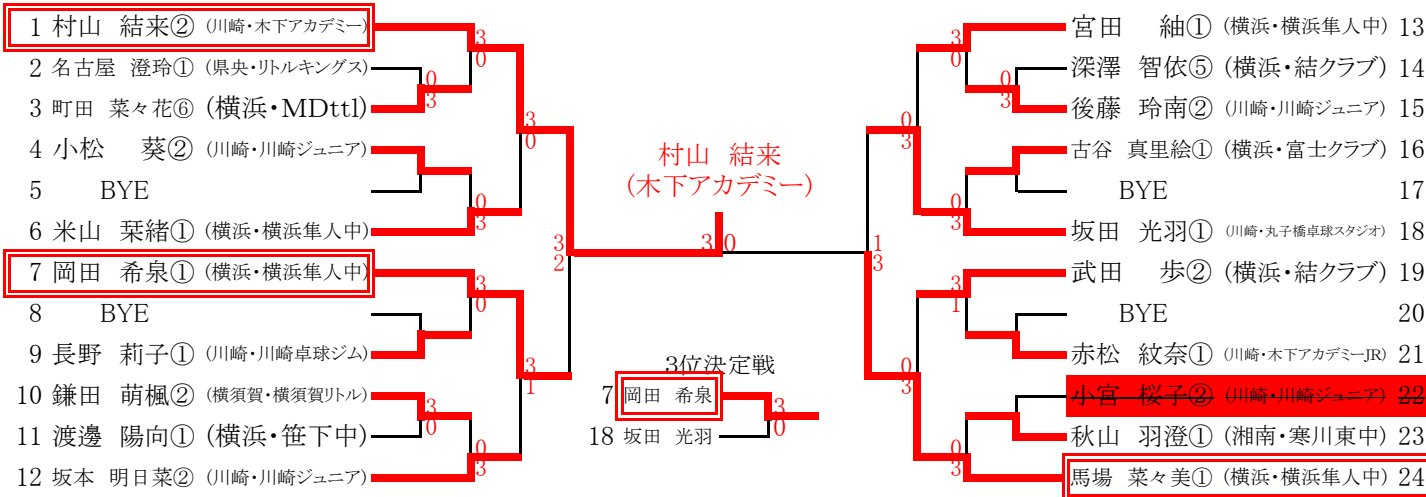 1 村山 結来② (川崎・木下アカデミー)
2 名古屋 澄玲① (県央・リトルキングス)
3 町田 菜々花⑥ (横浜・MDttl)
4 小松 葵② (川崎・川崎ジュニア)
5 BYE
6 米山 栞緒① (横浜・横浜隼人中)
7 岡田 希泉① (横浜・横浜隼人中)
8 BYE
9 長野 莉子① (川崎・川崎卓球ジム)
10 鎌田 萌楓② (横須賀・横須賀リトル)
11 渡邊 陽向① (横浜・笹下中)
12 坂本 明日菜② (川崎・川崎ジュニア)
3
0
0
3
0
3
3
0
3
0
0
3
3
0
3
1
3
2
村山 結来
(木下アカデミー)
3 0
3位決定戦
7 岡田 希泉
18 坂田 光羽
3
0
1
3
0
3
0
3
3
0
0
3
0
3
3
1
0
3
宮田 紬① (横浜・横浜隼人中) 13
深澤 智依⑤ (横浜・結クラブ) 14
後藤 玲南② (川崎・川崎ジュニア) 15
古谷 真里絵① (横浜・富士クラブ) 16
BYE 17
坂田 光羽① (川崎・丸子橋卓球スタジオ) 18
武田 歩② (横浜・結クラブ) 19
BYE 20
赤松 紋奈① (川崎・木下アカデミーJR) 21
小宮 桜子② (川崎・川崎ジュニア) 22
秋山 羽澄① (湘南・寒川東中) 23
馬場 菜々美① (横浜・横浜隼人中) 24